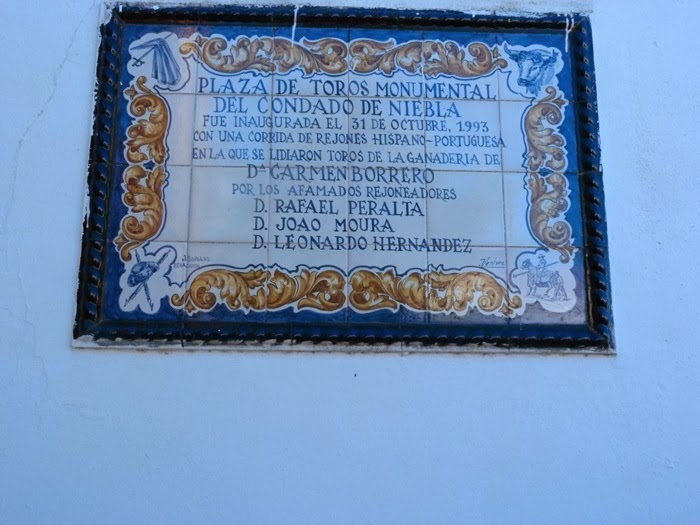 PLAZA DE TOROS MONUMENTAL
DEL CONDADO DE NIEBLA
FUE INAUGURADA EL 31 DE OCTUBRE, 1993
CON UNA CORRIDA DE REJONES HISPANO-PORTUGUESA
EN LA QUE SE LIDIARON TOROS DE LA GANADERIA DE
Dª CARMEN BORRERO
POR LOS AFAMADOS REJONEADORES
D. RAFAEL PERALTA
D. JOAO MOURA
D. LEONARDO HERNANDEZ